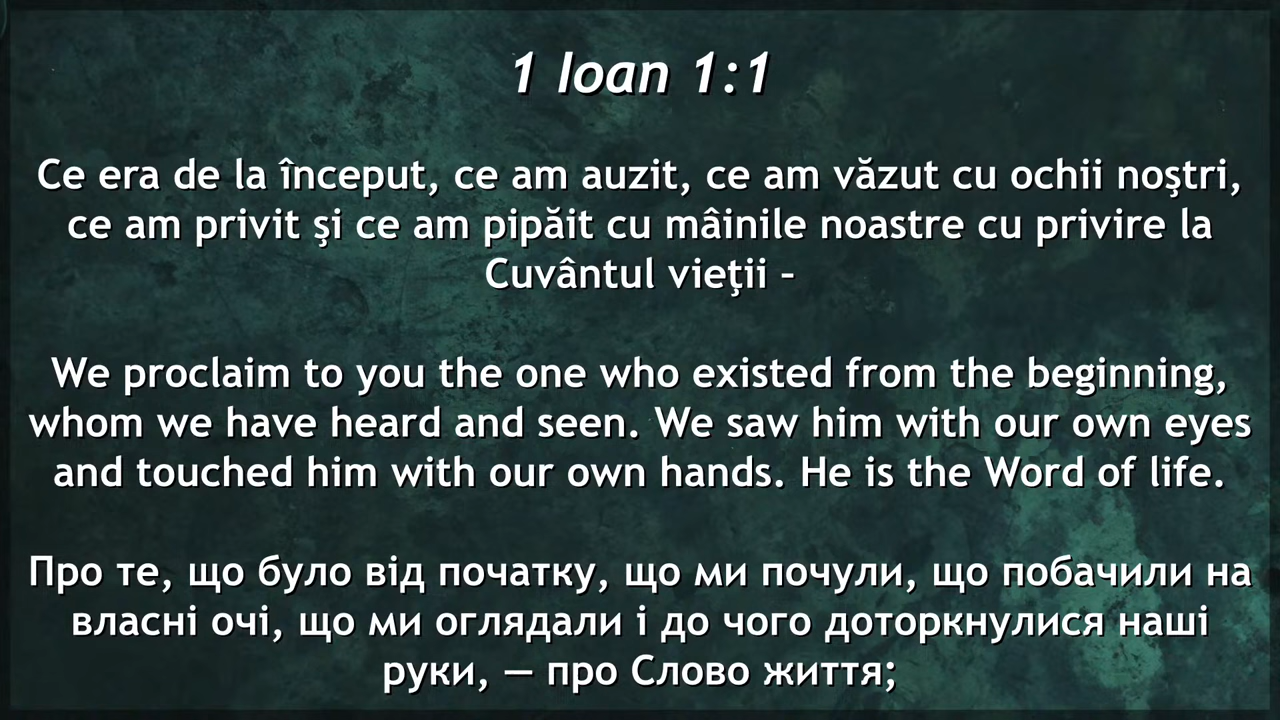 1 Ioan 1:1
Ce era de la început, ce am auzit, ce am văzut cu ochii noştri,
ce am privit şi ce am pipăit cu mâinile noastre cu privire la
Cuvântul vieţii –
We proclaim to you the one who existed from the beginning,
whom we have heard and seen. We saw him with our own eyes
and touched him with our own hands. He is the Word of life.
Про те, що було від початку, що ми почули, що побачили на
власні очі, що ми оглядали і до чого доторкнулися наші
руки, — про Слово життя;